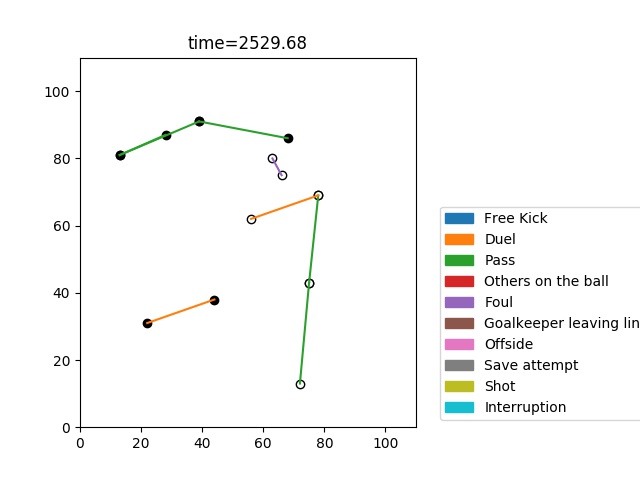 time=2529.68
100
80
60
40
20
0
0 20 40 60 80 100
Free Kick
Duel
Pass
Others on the ball
Foul
Goalkeeper leaving lin
Offside
Save attempt
Shot
Interruption